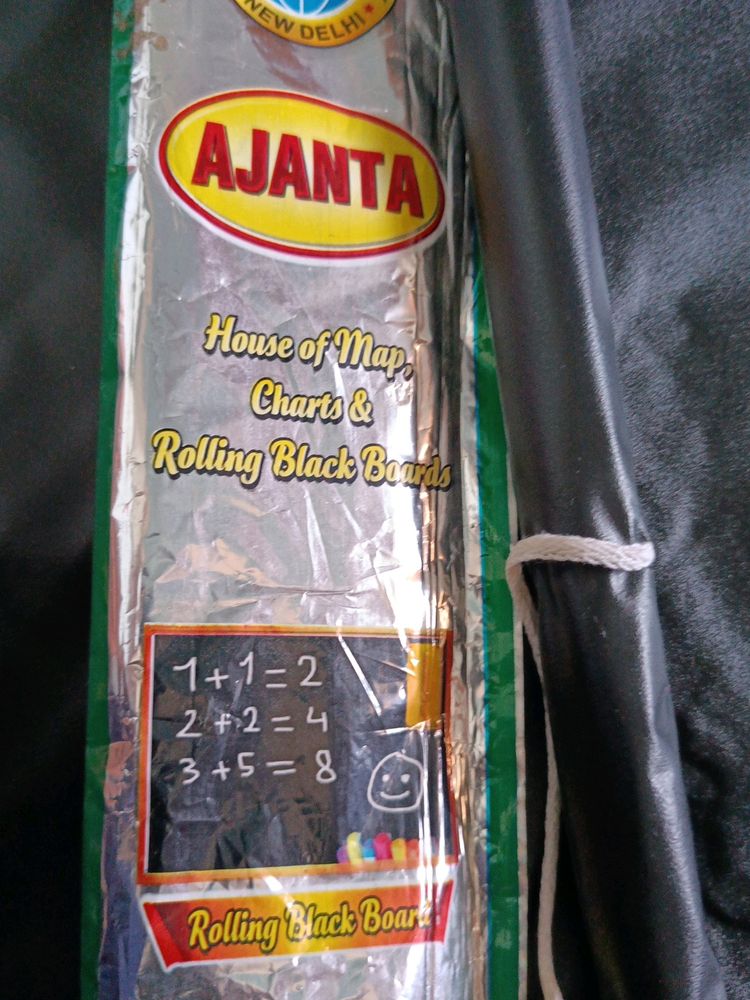 NEW DELHI
AJANTA
House of Map,
Charts &
Rolling Black Boards
1+1=2
2+2=4
3+5=8
Rolling Black Board